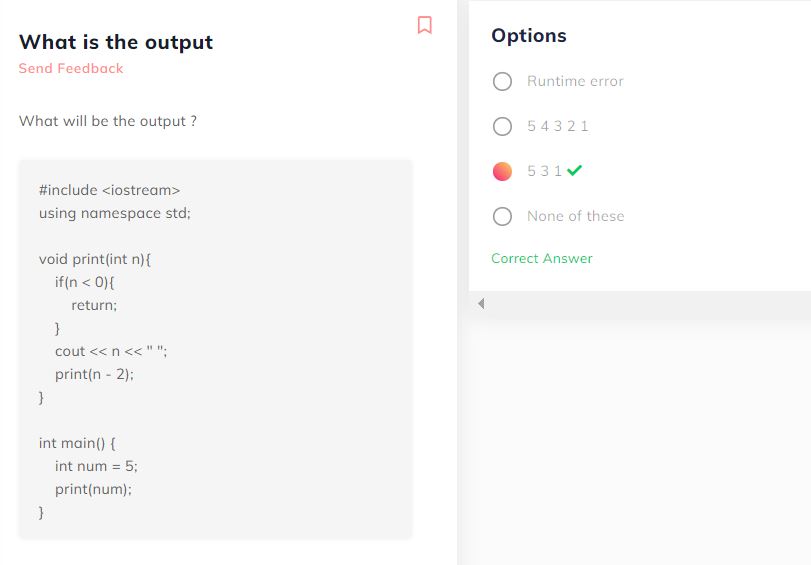 What is the output
Send Feedback
What will be the output ?
#include <iostream>
using namespace std;
void print(int n){
    if(n < 0){
        return;
    }
    cout << n << " ";
    print(n - 2);
}
int main() {
    int num = 5;
    print(num);
}
Options
Runtime error
5 4 3 2 1
5 3 1
None of these
Correct Answer